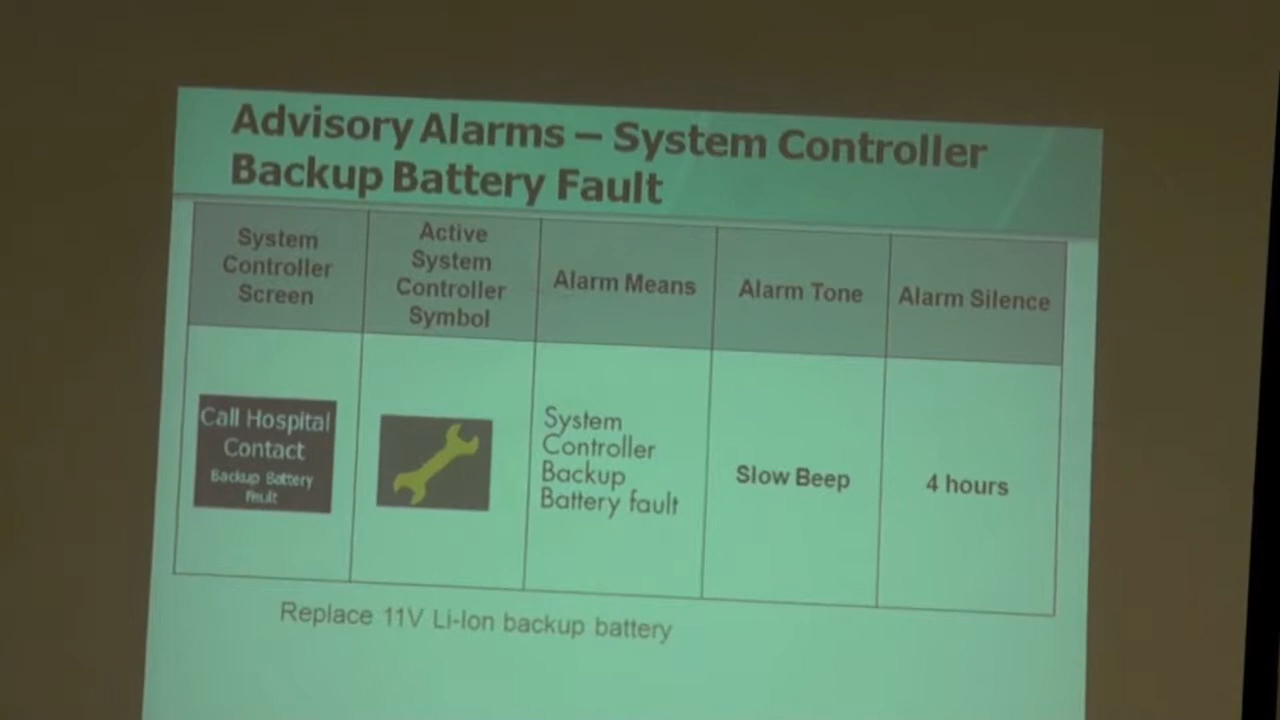 Advisory Alarms – System Controller
Backup Battery Fault
System
Controller
Screen
Active
System
Controller
Symbol
Alarm Means
Alarm Tone
Alarm Silence
Call Hospital
Contact
Backup Battery
Fault
System
Controller
Backup
Battery fault
Slow Beep
4 hours
Replace 11V Li-Ion backup battery